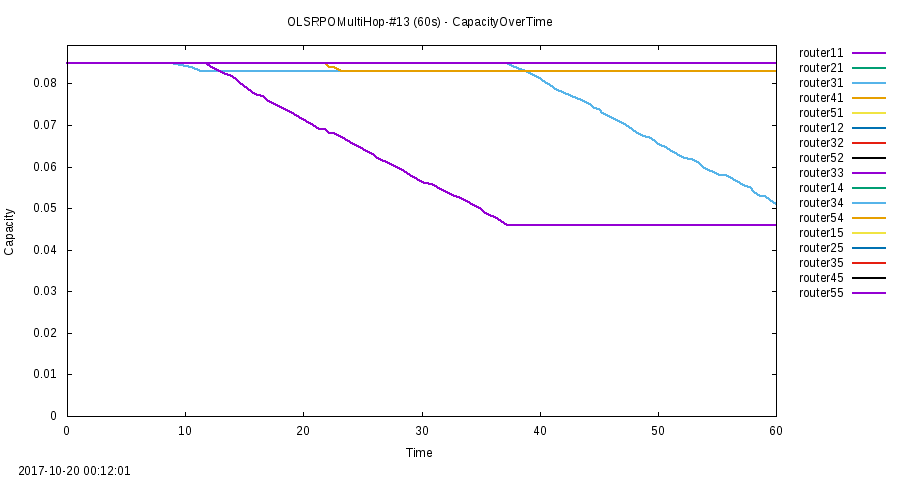 OLSRPOMultiHop-#13 (60s) - CapacityOverTime
router11
router21
router31
router41
router51
router12
router32
router52
router33
router14
router34
router54
router15
router25
router35
router45
router55
0.08
0.07
0.06
0.05
0.04
0.03
0.02
0.01
0
Capacity
0 10 20 30 40 50 60
Time
2017-10-20 00:12:01